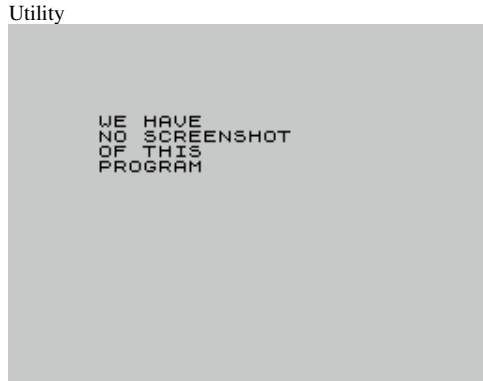 Utility
WE HAVE
NO SCREENSHOT
OF THIS
PROGRAM